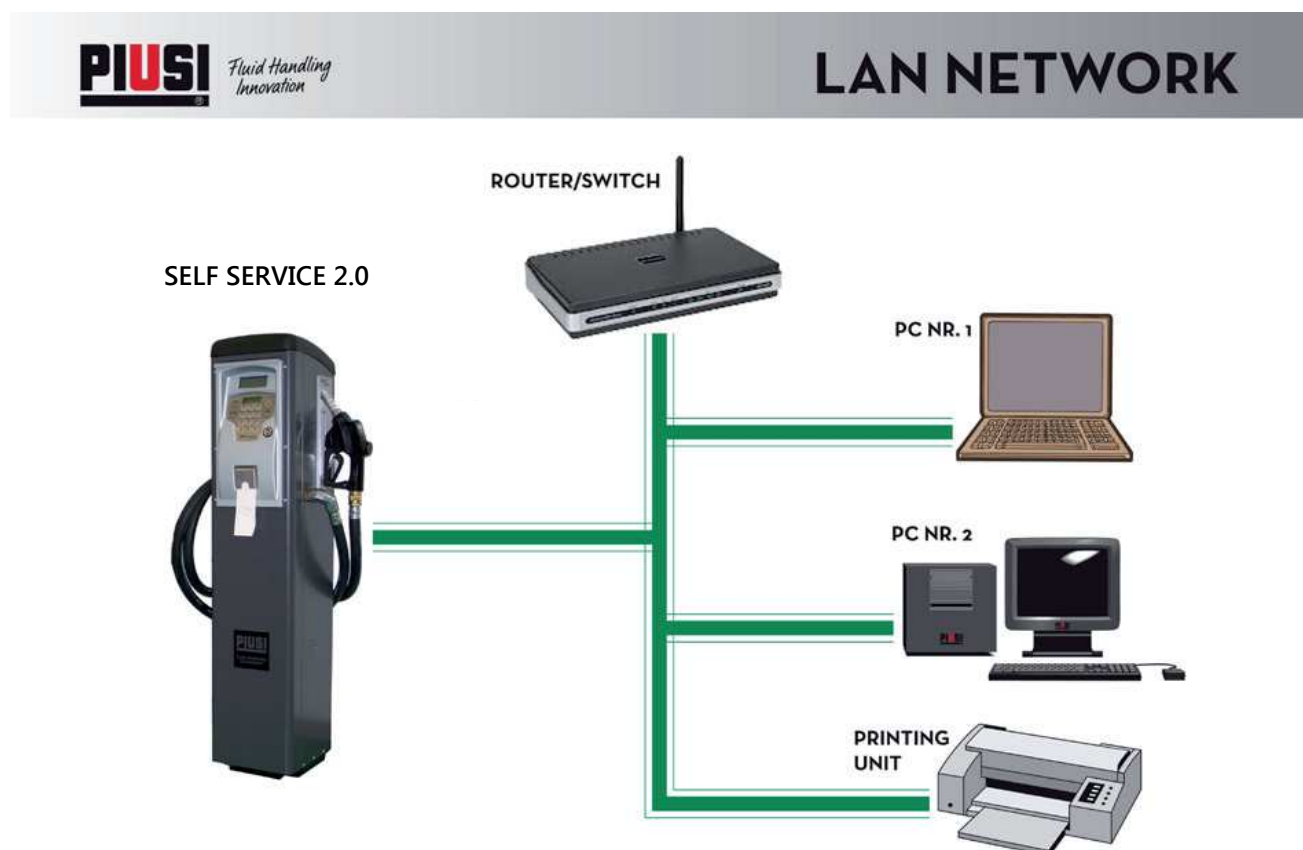 PIUSI
Fluid Handling
Innovation
LAN NETWORK
ROUTER/SWITCH
SELF SERVICE 2.0
PC NR. 1
PC NR. 2
PIUSI
PRINTING
UNIT